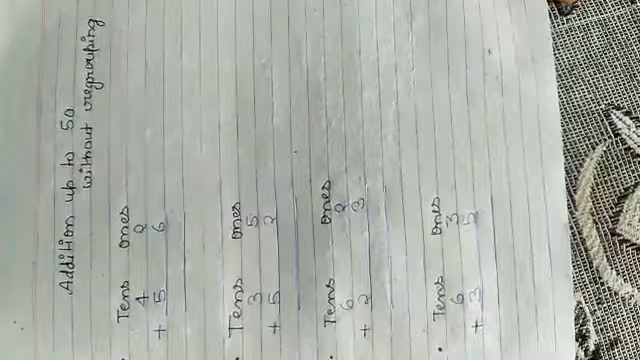 Addition up to 50
without regrouping
• Tens ones
4 2
+ 5 6
• Tens ones
3 5
+ 5 2
• Tens ones
6 2
+ 2 3
• Tens ones
6 3
+ 3 5